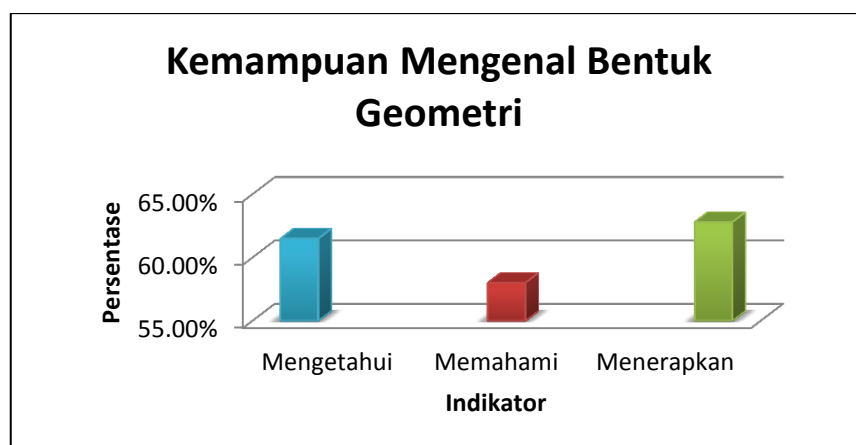 Kemampuan Mengenal Bentuk
Geometri
Persentase
65.00%
60.00%
55.00%
Mengetahui Memahami Menerapkan
Indikator